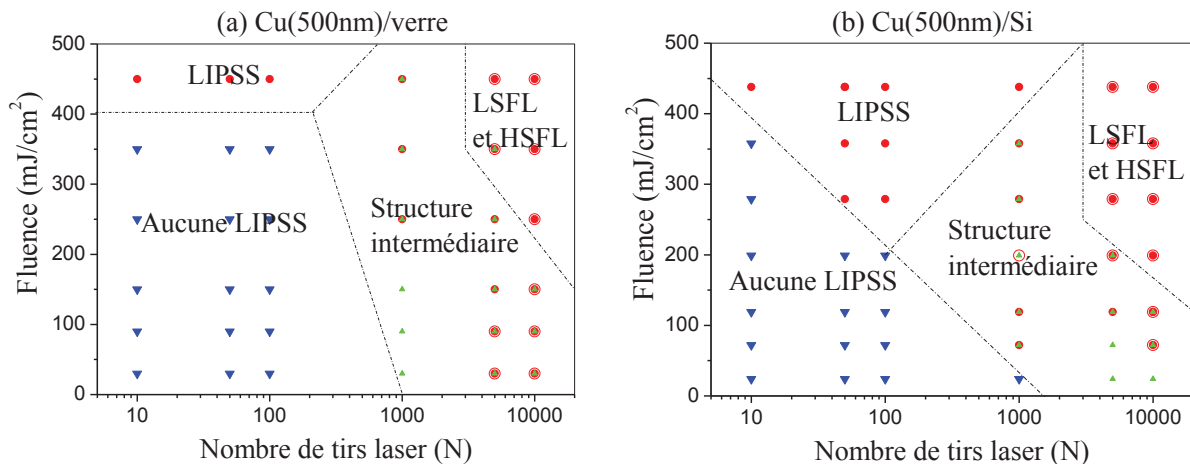 (a) Cu(500nm)/verre
500
400
300
200
100
0
Fluence (mJ/cm²)
LIPSS
LSFL
et HSFL
Aucune LIPSS
Structure
intermédiaire
10
100
1000
10000
Nombre de tirs laser (N)
(b) Cu(500nm)/Si
500
400
300
200
100
0
Fluence (mJ/cm²)
LIPSS
LSFL
et HSFL
Structure
intermédiaire
Aucune LIPSS
10
100
1000
10000
Nombre de tirs laser (N)